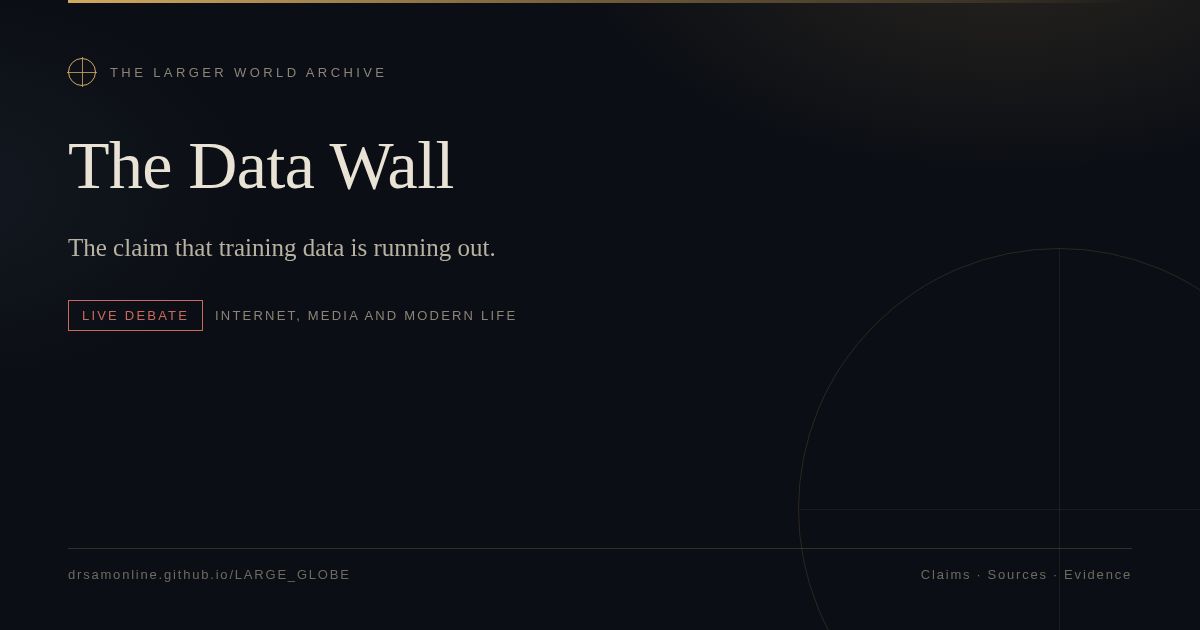 THE LARGER WORLD ARCHIVE
The Data Wall
The claim that training data is running out.
LIVE DEBATE INTERNET, MEDIA AND MODERN LIFE
drsamonline.github.io/LARGE_GLOBE Claims · Sources · Evidence